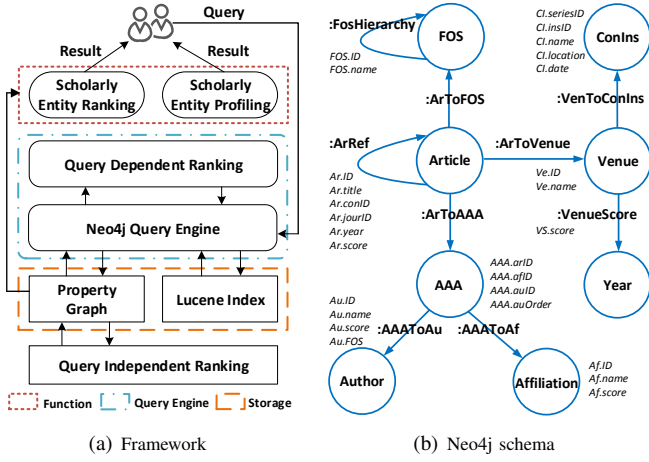 Query
Result
Result
Scholarly
Entity Ranking
Scholarly
Entity Profiling
Query Dependent Ranking
Neo4j Query Engine
Property
Graph
Lucene Index
Query Independent Ranking
Function
Query Engine
Storage
(a) Framework
:FosHierarchy
FOS
FOS.ID
FOS.name
CI.seriesID
CI.insID
CI.name
CI.location
CI.date
ConIns
:ArToFOS
:VenToConIns
:ArRef
Article
:ArToVenue
Venue
Ar.ID
Ar.title
Ar.conID
Ar.jourID
Ar.year
Ar.score
Ve.ID
Ve.name
:ArToAAA
:VenueScore
VS.score
AAA
AAA.arID
AAA.afID
AAA.auID
AAA.auOrder
Year
Au.ID
Au.name
Au.score
Au.FOS
:AAAToAu
:AAAToAf
Author
Affiliation
Af.ID
Af.name
Af.score
(b) Neo4j schema